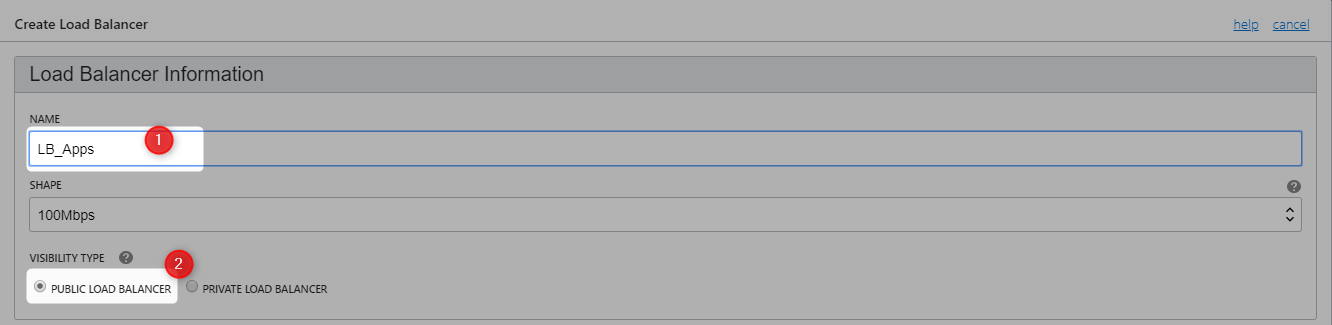 Create Load Balancer help cancel
Load Balancer Information
NAME
1
LB_Apps
SHAPE ?
100Mbps
VISIBILITY TYPE ? 2
PUBLIC LOAD BALANCER PRIVATE LOAD BALANCER